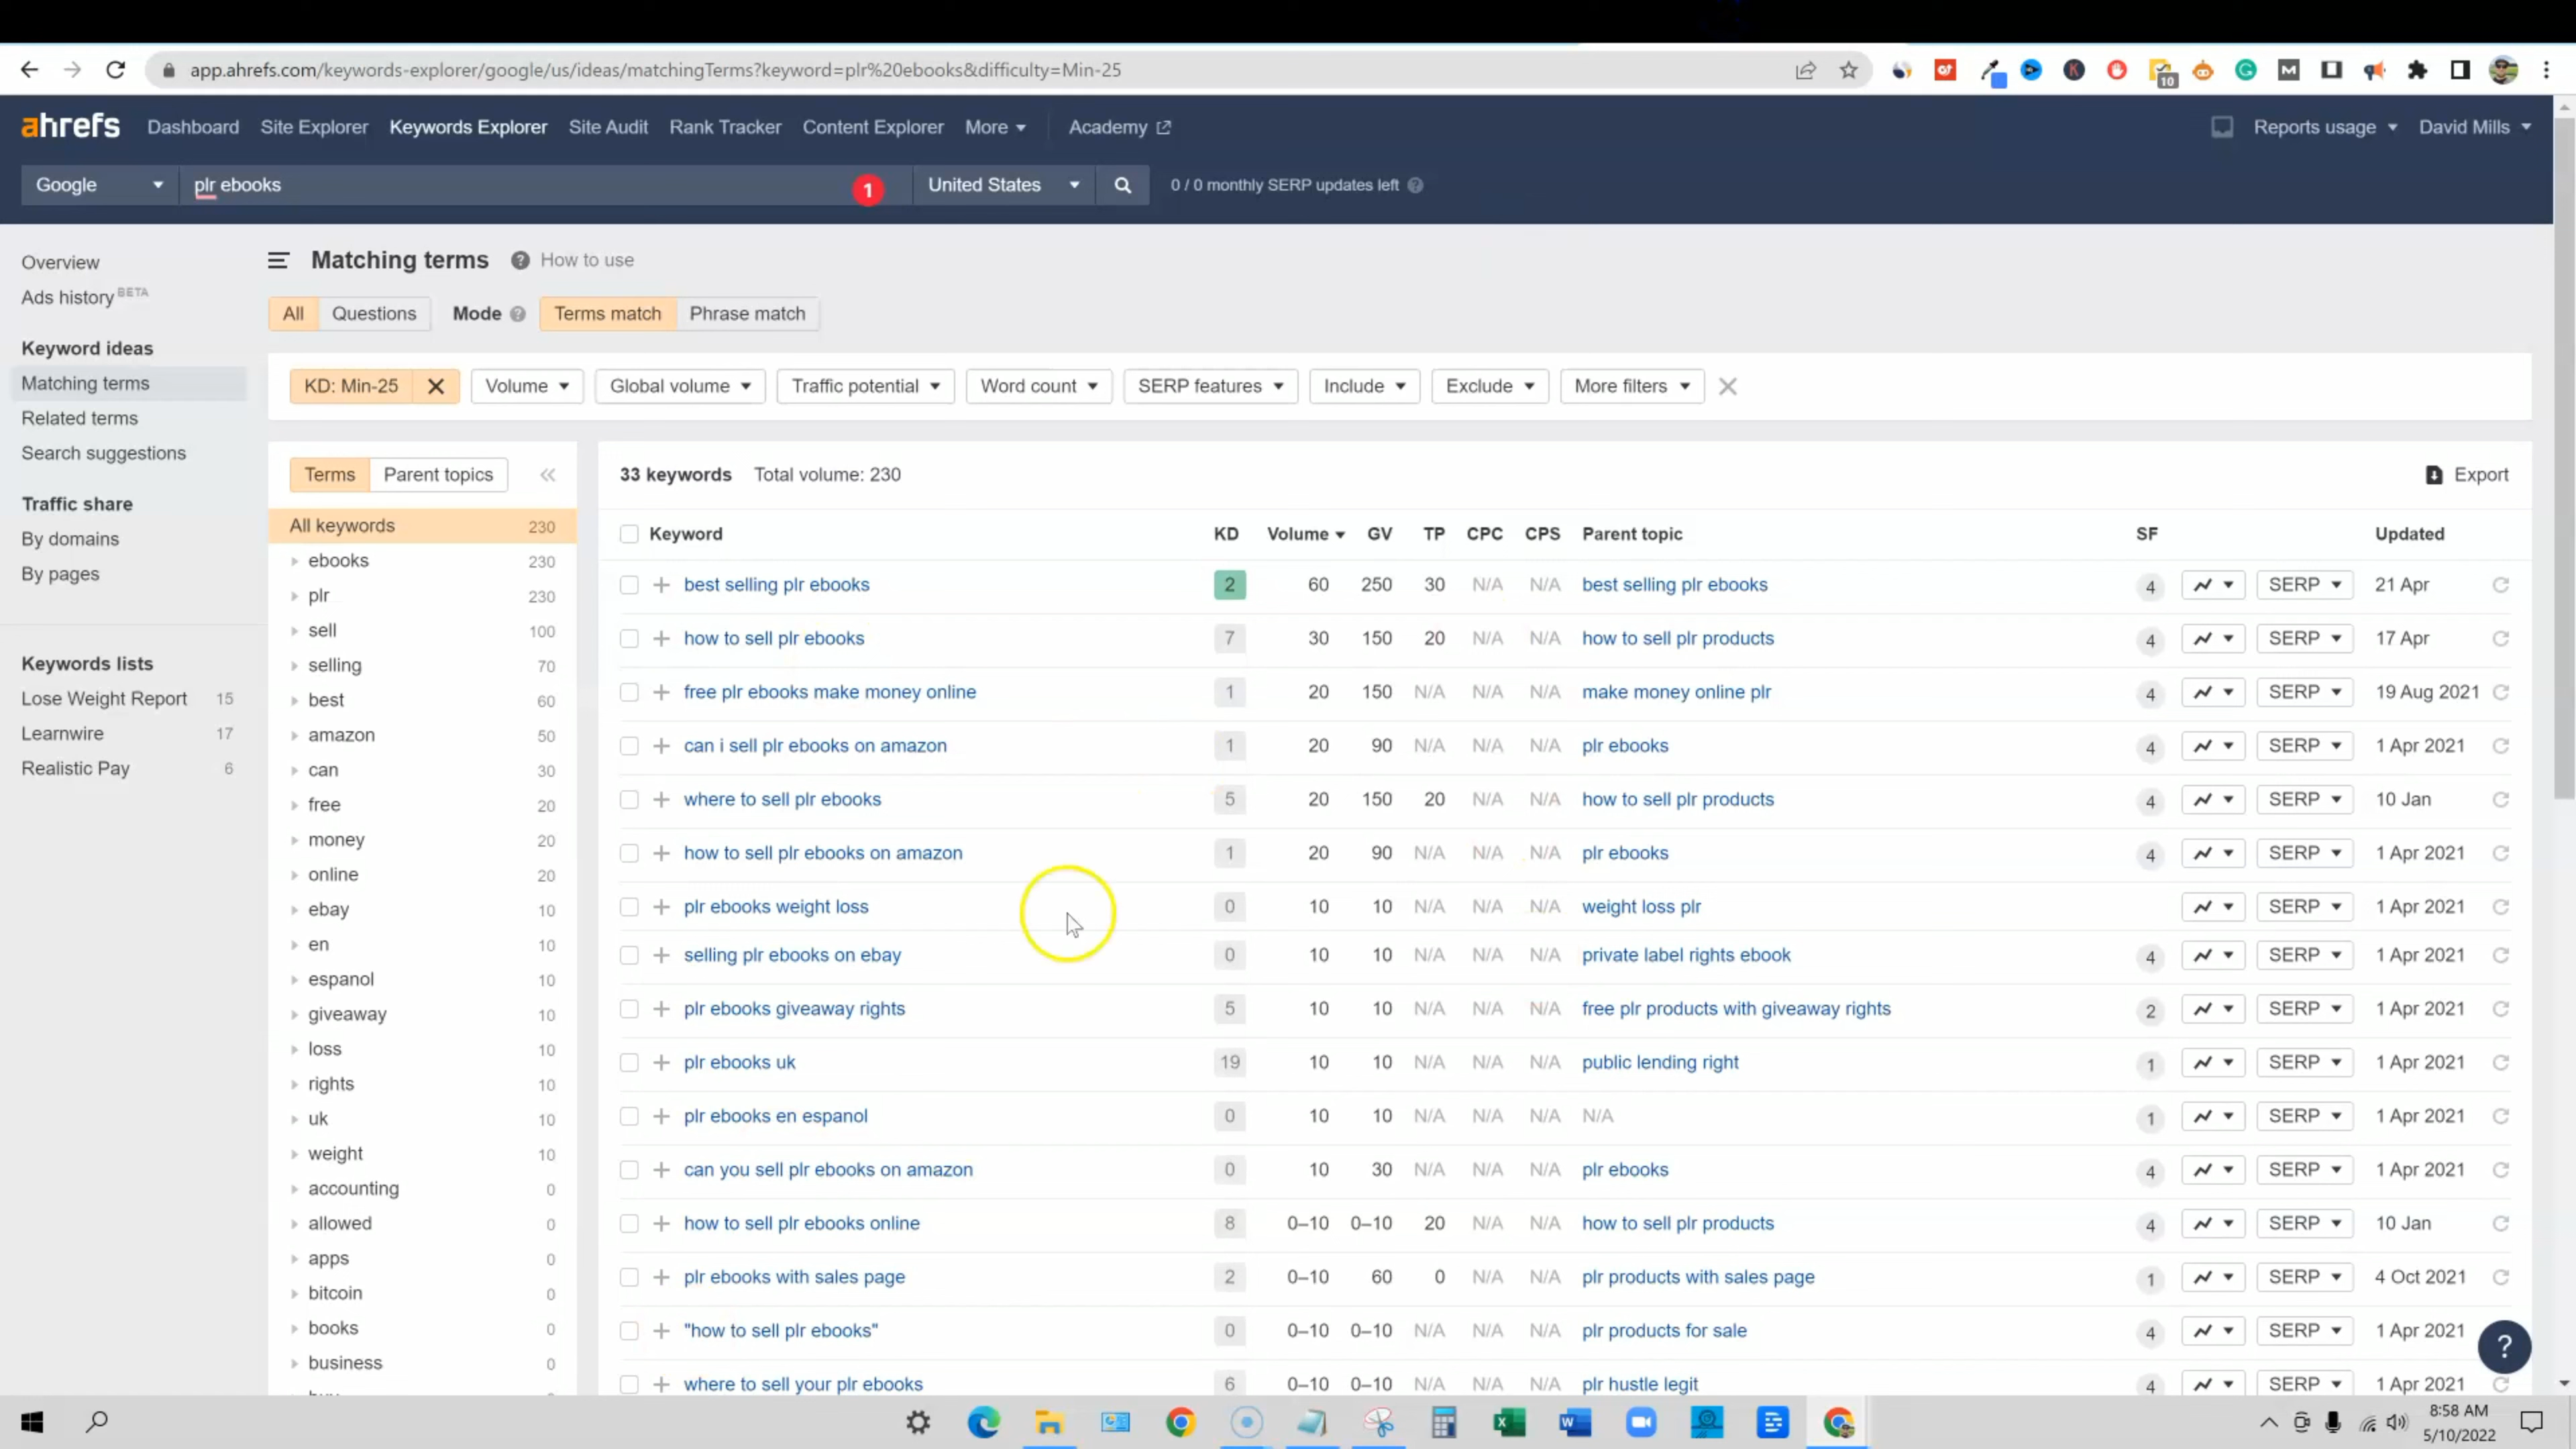 app.ahrefs.com/keywords-explorer/google/us/ideas/matchingTerms?keyword=plr%20ebooks&difficulty=Min-25
10
ahrefs Dashboard Site Explorer Keywords Explorer Site Audit Rank Tracker Content Explorer More Academy Reports usage David Mills
Google plr ebooks 1 United States 0 / 0 monthly SERP updates left ?
Overview
Ads history BETA
Keyword ideas
Matching terms
Related terms
Search suggestions
Traffic share
By domains
By pages
Keywords lists
Lose Weight Report 15
Learnwire 17
Realistic Pay 6
Matching terms ? How to use
All Questions Mode ? Terms match Phrase match
KD: Min-25 Volume Global volume Traffic potential Word count SERP features Include Exclude More filters
Terms Parent topics
All keywords 230
ebooks 230
plr 230
sell 100
selling 70
best 60
amazon 50
can 30
free 20
money 20
online 20
ebay 10
en 10
espanol 10
giveaway 10
loss 10
rights 10
uk 10
weight 10
accounting 0
allowed 0
apps 0
bitcoin 0
books 0
business 0
33 keywords Total volume: 230 Export
Keyword KD Volume GV TP CPC CPS Parent topic SF Updated
best selling plr ebooks 2 60 250 30 N/A N/A best selling plr ebooks 4 SERP 21 Apr
how to sell plr ebooks 7 30 150 20 N/A N/A how to sell plr products 4 SERP 17 Apr
free plr ebooks make money online 1 20 150 N/A N/A N/A make money online plr 4 SERP 19 Aug 2021
can i sell plr ebooks on amazon 1 20 90 N/A N/A N/A plr ebooks 4 SERP 1 Apr 2021
where to sell plr ebooks 5 20 150 20 N/A N/A how to sell plr products 4 SERP 10 Jan
how to sell plr ebooks on amazon 1 20 90 N/A N/A N/A plr ebooks 4 SERP 1 Apr 2021
plr ebooks weight loss 0 10 10 N/A N/A N/A weight loss plr SERP 1 Apr 2021
selling plr ebooks on ebay 0 10 10 N/A N/A N/A private label rights ebook 4 SERP 1 Apr 2021
plr ebooks giveaway rights 5 10 10 N/A N/A N/A free plr products with giveaway rights 2 SERP 1 Apr 2021
plr ebooks uk 19 10 10 N/A N/A N/A public lending right 1 SERP 1 Apr 2021
plr ebooks en espanol 0 10 10 N/A N/A N/A N/A 1 SERP 1 Apr 2021
can you sell plr ebooks on amazon 0 10 30 N/A N/A N/A plr ebooks 4 SERP 1 Apr 2021
how to sell plr ebooks online 8 0–10 0–10 20 N/A N/A how to sell plr products 4 SERP 10 Jan
plr ebooks with sales page 2 0–10 60 0 N/A N/A plr products with sales page 1 SERP 4 Oct 2021
"how to sell plr ebooks" 0 0–10 0–10 N/A N/A N/A plr products for sale 4 SERP 1 Apr 2021
where to sell your plr ebooks 6 0–10 0–10 N/A N/A N/A plr hustle legit 4 SERP 1 Apr 2021
?
8:58 AM
5/10/2022